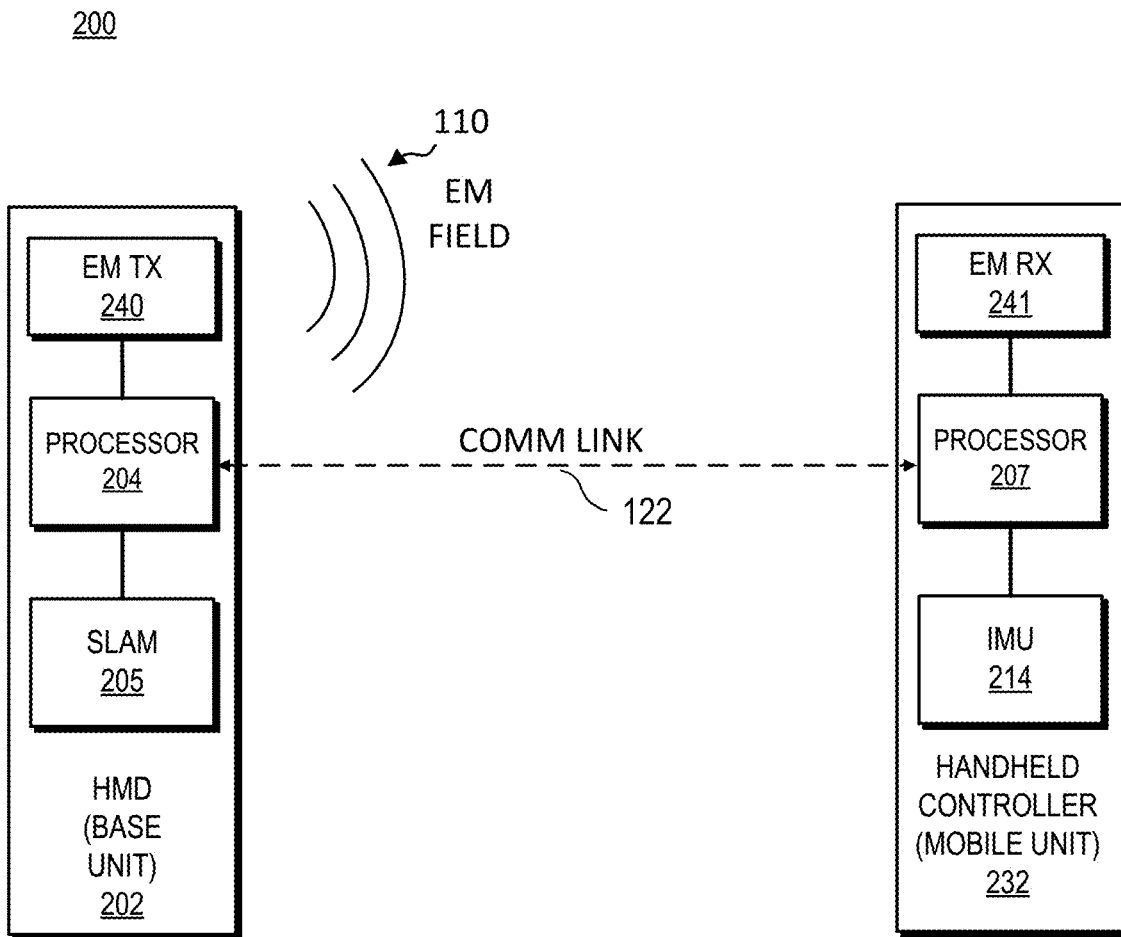 200
110
EM
FIELD
EM TX
240
PROCESSOR
204
SLAM
205
HMD
(BASE
UNIT)
202
COMM LINK
122
EM RX
241
PROCESSOR
207
IMU
214
HANDHELD
CONTROLLER
(MOBILE UNIT)
232